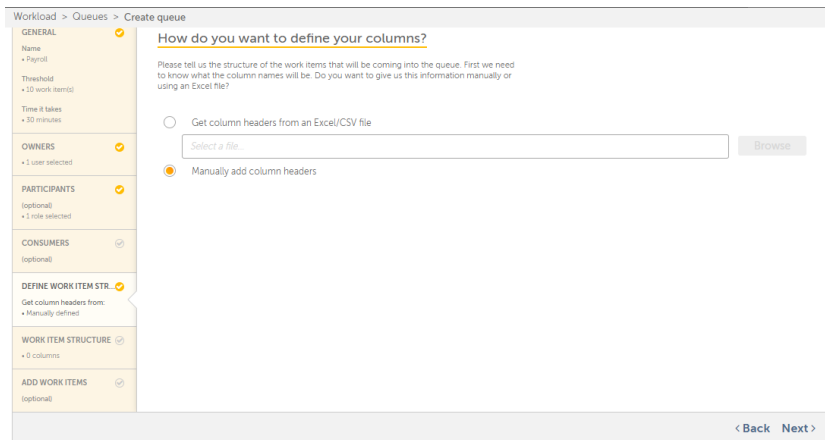 Workload > Queues > Create queue
GENERAL
Name
• Payroll
Threshold
• 10 work item(s)
Time it takes
• 30 minutes
OWNERS
• 1 user selected
PARTICIPANTS
(optional)
• 1 role selected
CONSUMERS
(optional)
DEFINE WORK ITEM STR...
Get column headers from:
• Manually defined
WORK ITEM STRUCTURE
• 0 columns
ADD WORK ITEMS
(optional)
How do you want to define your columns?
Please tell us the structure of the work items that will be coming into the queue. First we need
to know what the column names will be. Do you want to give us this information manually or
using an Excel file?
Get column headers from an Excel/CSV file
Select a file...
Browse
Manually add column headers
< Back Next >